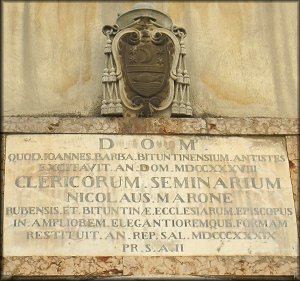 D. O. M.
QUOD. IOANNES. BARBA. BITUNTINENSIUM. ANTISTES
EXCITAVIT. AN. DOM. MDCCXXXVIII
CLERICORUM. SEMINARIUM
NICOLAUS. MARONE
RUBENSIS. ET. BITUNTINÆ. ECCLESIARUM. EPISCOPUS
IN. AMPLIOREM. ELEGANTIOREMQUE. FORMAM
RESTITUIT. AN. REP. SAL. MDCCCXXXIX
PR. S. A. II